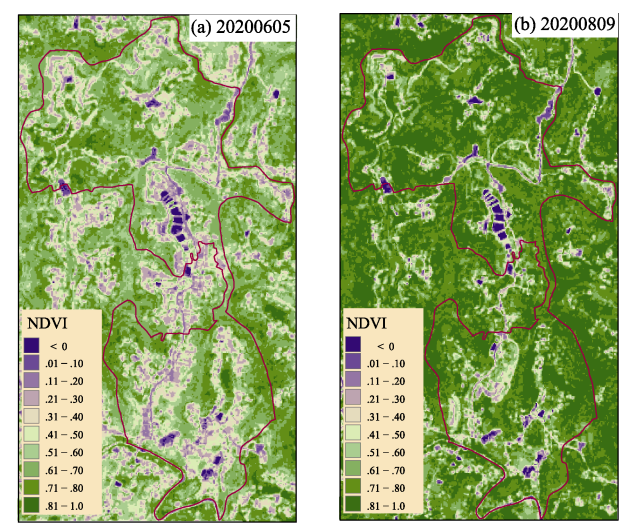 (a) 20200605
NDVI
< 0
.01 – .10
.11 – .20
.21 – .30
.31 – .40
.41 – .50
.51 – .60
.61 – .70
.71 – .80
.81 – 1.0
(b) 20200809
NDVI
< 0
.01 – .10
.11 – .20
.21 – .30
.31 – .40
.41 – .50
.51 – .60
.61 – .70
.71 – .80
.81 – 1.0